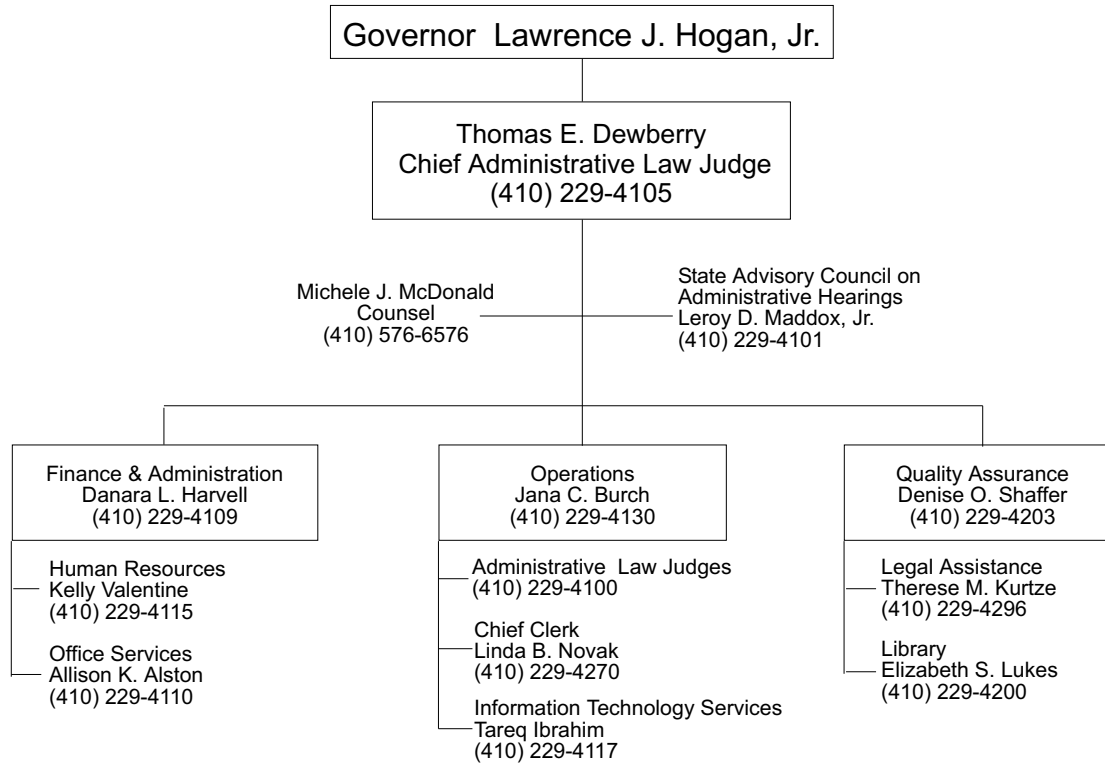 Governor Lawrence J. Hogan, Jr.
Thomas E. Dewberry
Chief Administrative Law Judge
(410) 229-4105
Michele J. McDonald
Counsel
(410) 576-6576
State Advisory Council on
Administrative Hearings
Leroy D. Maddox, Jr.
(410) 229-4101
Finance & Administration
Danara L. Harvell
(410) 229-4109
Human Resources
Kelly Valentine
(410) 229-4115
Office Services
Allison K. Alston
(410) 229-4110
Operations
Jana C. Burch
(410) 229-4130
Administrative Law Judges
(410) 229-4100
Chief Clerk
Linda B. Novak
(410) 229-4270
Information Technology Services
Tareq Ibrahim
(410) 229-4117
Quality Assurance
Denise O. Shaffer
(410) 229-4203
Legal Assistance
Therese M. Kurtze
(410) 229-4296
Library
Elizabeth S. Lukes
(410) 229-4200